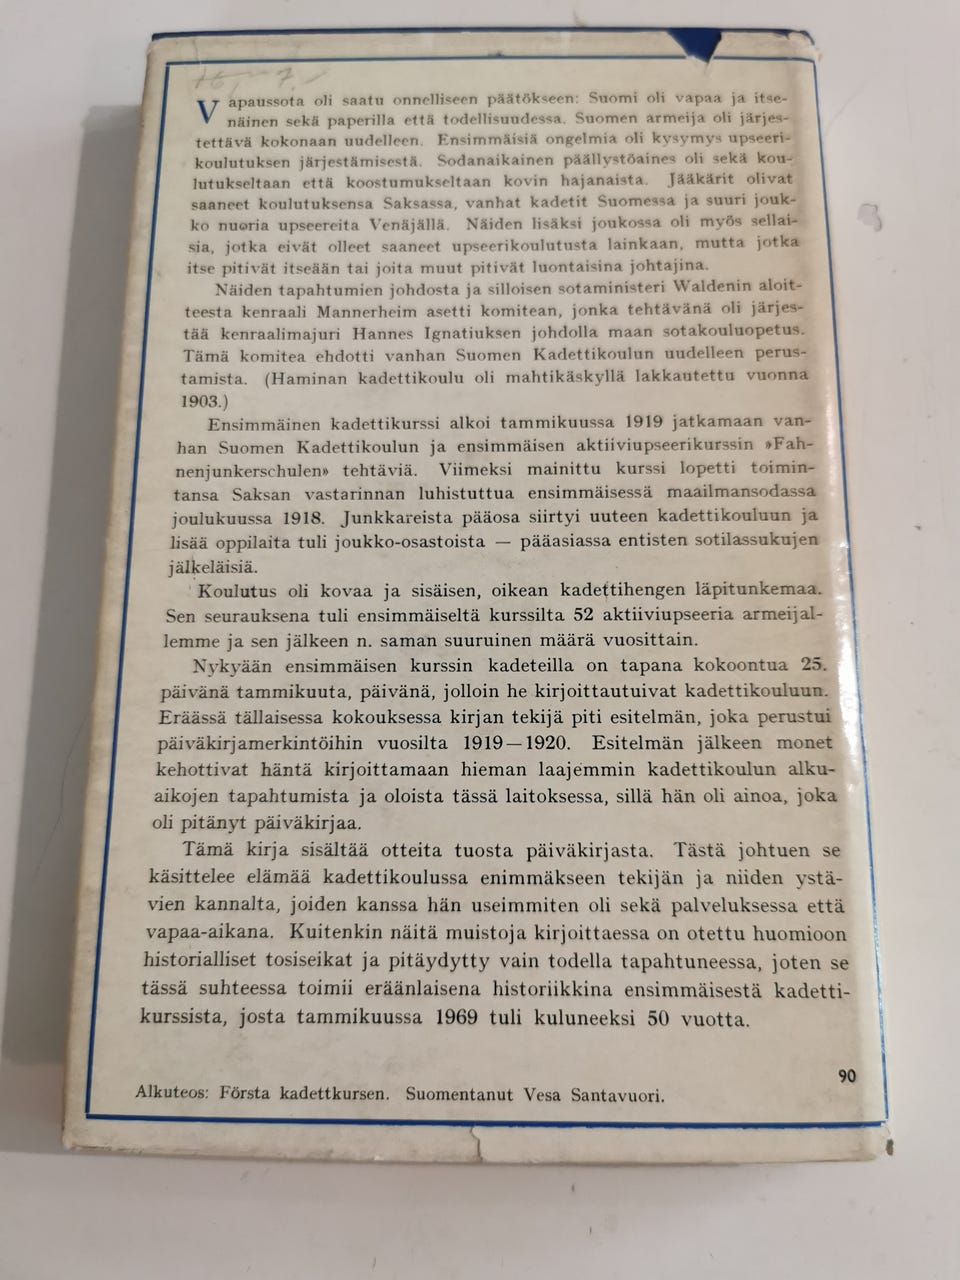 Vapaussota oli saatu onnelliseen päätökseen: Suomi oli vapaa ja itse-
näinen sekä paperilla että todellisuudessa. Suomen armeija oli järjes-
tettävä kokonaan uudelleen. Ensimmäisiä ongelmia oli kysymys upseeri-
koulutuksen järjestämisestä. Sodanaikainen päällystöaines oli sekä kou-
lutukseltaan että koostumukseltaan kovin hajanaista. Jääkärit olivat
saaneet koulutuksensa Saksassa, vanhat kadetit Suomessa ja suuri jouk-
ko nuoria upseereita Venäjällä. Näiden lisäksi joukossa oli myös sellai-
sia, jotka eivät olleet saaneet upseerikoulutusta lainkaan, mutta jotka
itse pitivät itseään tai joita muut pitivät luontaisina johtajina.
Näiden tapahtumien johdosta ja silloisen sotaministeri Waldenin aloit-
teesta kenraali Mannerheim asetti komitean, jonka tehtävänä oli järjes-
tää kenraalimajuri Hannes Ignatiuksen johdolla maan sotakouluopetus.
Tämä komitea ehdotti vanhan Suomen Kadettikoulun uudelleen perus-
tamista. (Haminan kadettikoulu oli mahtikäskyllä lakkautettu vuonna
1903.)
Ensimmäinen kadettikurssi alkoi tammikuussa 1919 jatkamaan van-
han Suomen Kadettikoulun ja ensimmäisen aktiiviupseerikurssin »Fah-
nenjunkerschulen» tehtäviä. Viimeksi mainittu kurssi lopetti toimin-
tansa Saksan vastarinnan luhistuttua ensimmäisessä maailmansodassa
joulukuussa 1918. Junkkareista pääosa siirtyi uuteen kadettikouluun ja
lisää oppilaita tuli joukko-osastoista — pääasiassa entisten sotilassukujen
jälkeläisiä.
Koulutus oli kovaa ja sisäisen, oikean kadettihengen läpitunkemaa.
Sen seurauksena tuli ensimmäiseltä kurssilta 52 aktiiviupseeria armeijal-
lemme ja sen jälkeen n. saman suuruinen määrä vuosittain.
Nykyään ensimmäisen kurssin kadeteilla on tapana kokoontua 25.
päivänä tammikuuta, päivänä, jolloin he kirjoittautuivat kadettikouluun.
Eräässä tällaisessa kokouksessa kirjan tekijä piti esitelmän, joka perustui
päiväkirjamerkintöihin vuosilta 1919—1920. Esitelmän jälkeen monet
kehottivat häntä kirjoittamaan hieman laajemmin kadettikoulun alku-
aikojen tapahtumista ja oloista tässä laitoksessa, sillä hän oli ainoa, joka
oli pitänyt päiväkirjaa.
Tämä kirja sisältää otteita tuosta päiväkirjasta. Tästä johtuen se
käsittelee elämää kadettikoulussa enimmäkseen tekijän ja niiden ystä-
vien kannalta, joiden kanssa hän useimmiten oli sekä palveluksessa että
vapaa-aikana. Kuitenkin näitä muistoja kirjoittaessa on otettu huomioon
historialliset tosiseikat ja pitäydytty vain todella tapahtuneessa, joten se
tässä suhteessa toimii eräänlaisena historiikkina ensimmäisestä kadetti-
kurssista, josta tammikuussa 1969 tuli kuluneeksi 50 vuotta.
90
Alkuteos: Första kadettkursen. Suomentanut Vesa Santavuori.